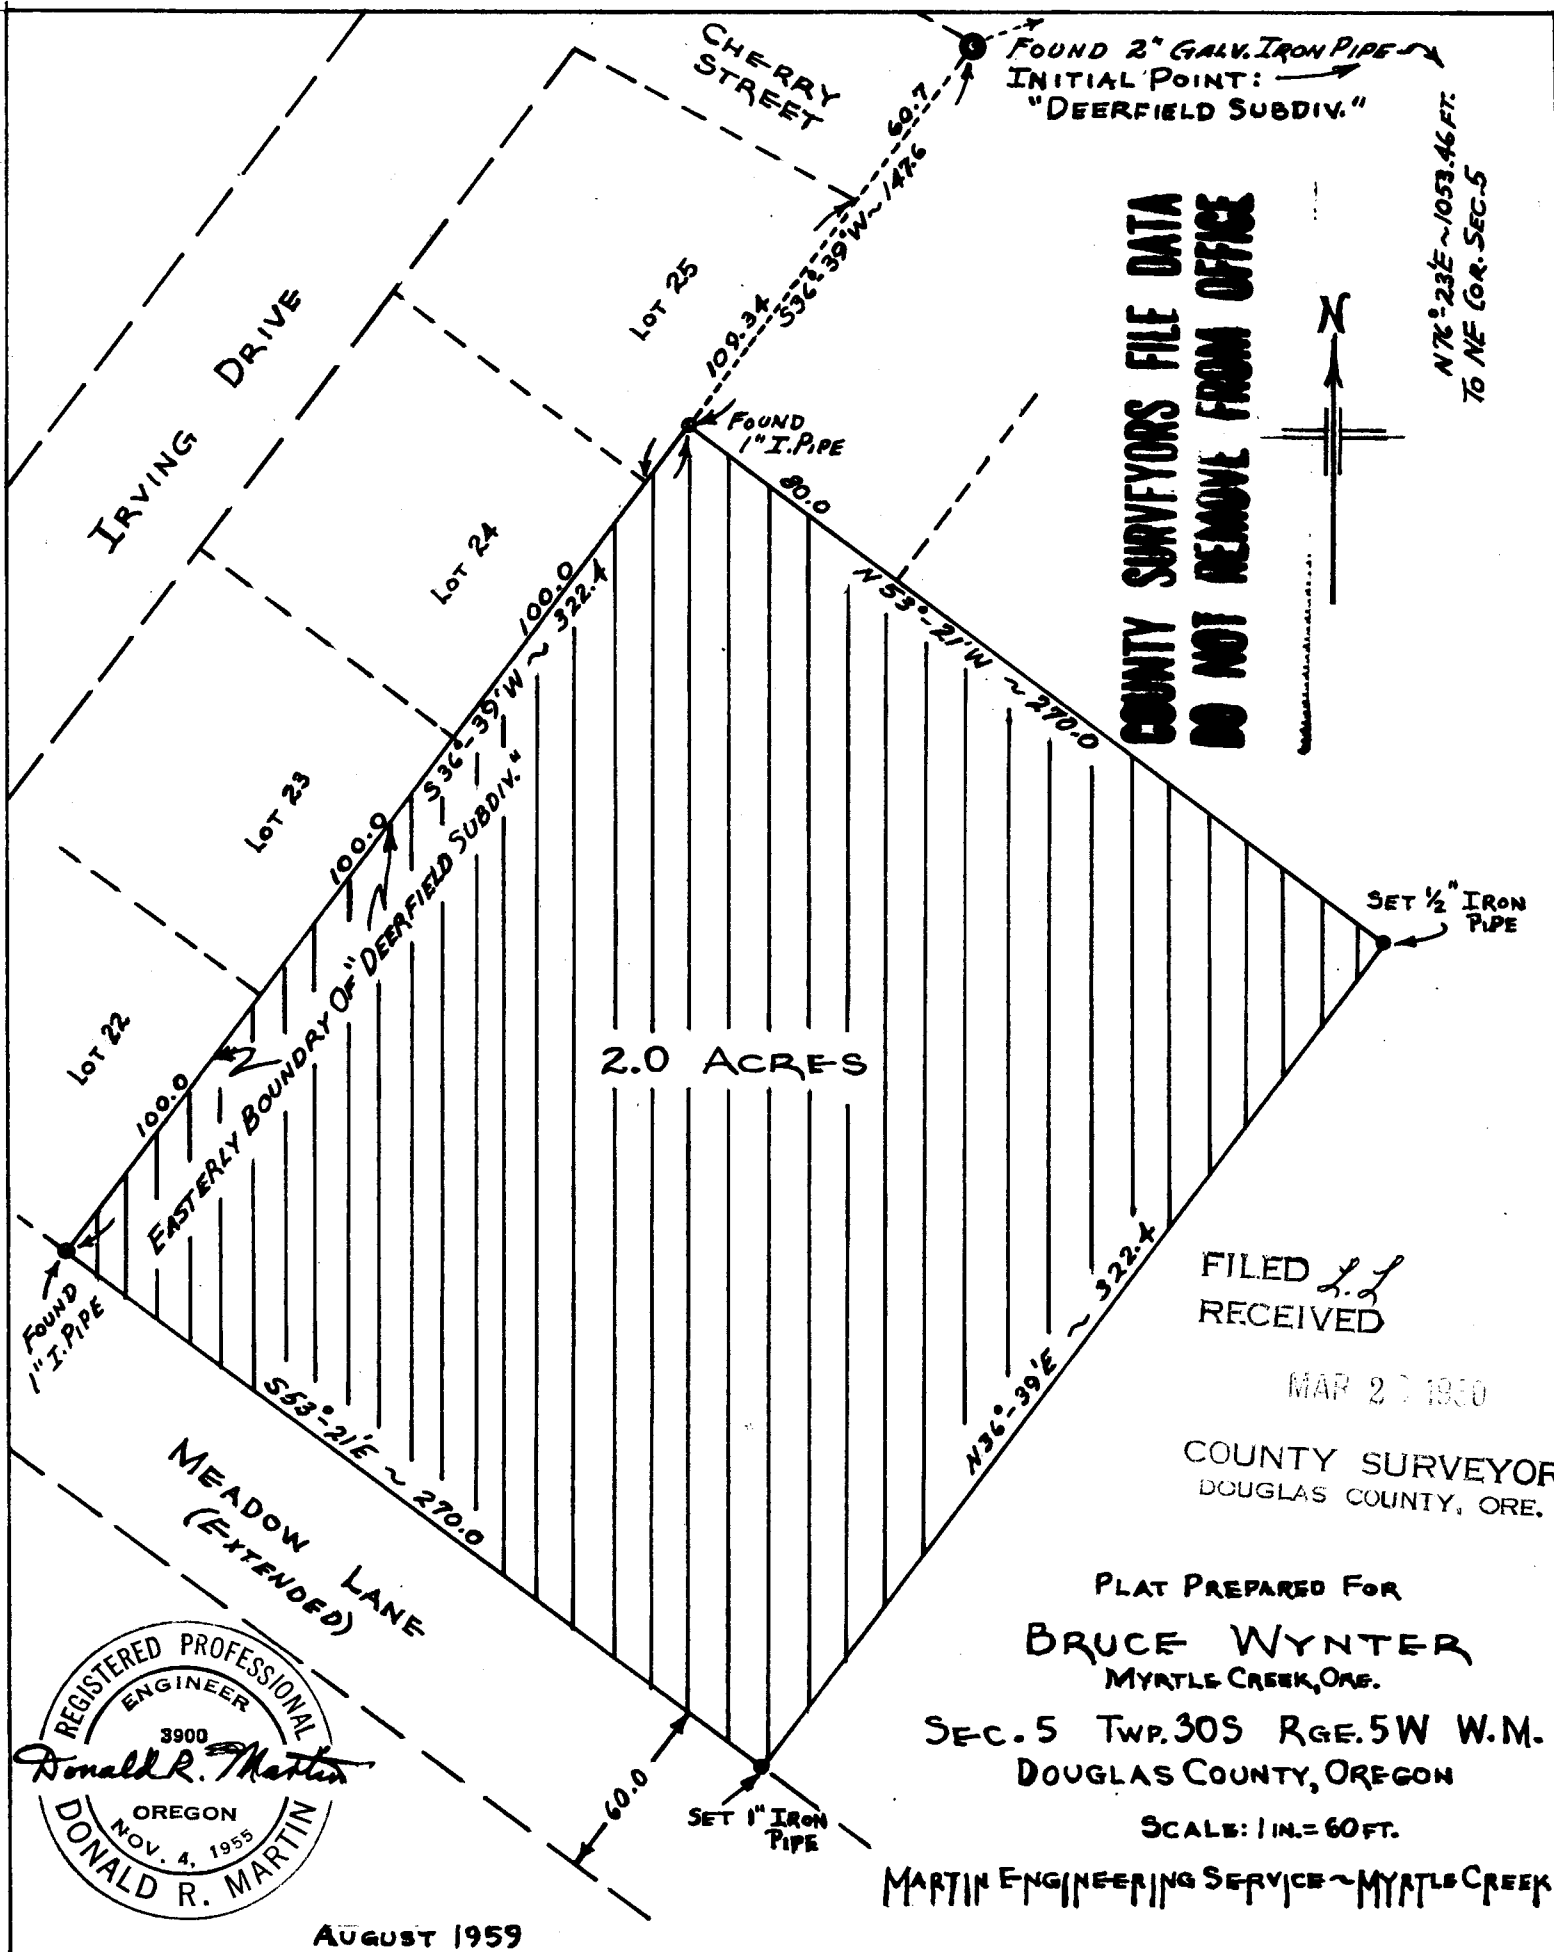 CHERRY
STREET
FOUND 2" GALV. IRON PIPE
INITIAL POINT:
"DEERFIELD SUBDIV."
N76°-23'E ~ 1053.46 FT.
TO NE COR. SEC. 5
60.7
S36°-39'W ~ 147.6
109.34
COUNTY SURVEYORS FILE DATA
DO NOT REMOVE FROM OFFICE
N
IRVING DRIVE
LOT 25
FOUND
1" I. PIPE
80.0
LOT 24
100.0
S36°-39'W ~ 322.4
N53°-21'W ~ 270.0
LOT 23
100.0
EASTERLY BOUNDRY OF "DEERFIELD SUBDIV."
SET 1/2" IRON
PIPE
LOT 22
100.0
2.0 ACRES
FOUND
1" I. PIPE
S53°-21'E ~ 270.0
N36°-39'E ~ 322.4
FILED L.L
RECEIVED
MAR 2
COUNTY SURVEYOR
DOUGLAS COUNTY, ORE.
MEADOW LANE
(EXTENDED)
60.0
SET 1" IRON
PIPE
PLAT PREPARED FOR
BRUCE WYNTER
MYRTLE CREEK, ORE.
SEC. 5 TWP. 30S RGE. 5W W.M.
DOUGLAS COUNTY, OREGON
SCALE: 1 IN. = 60 FT.
MARTIN ENGINEERING SERVICE ~ MYRTLE CREEK
REGISTERED PROFESSIONAL
ENGINEER
3900
Donald R. Martin
OREGON
NOV. 4, 1955
DONALD R. MARTIN
AUGUST 1959